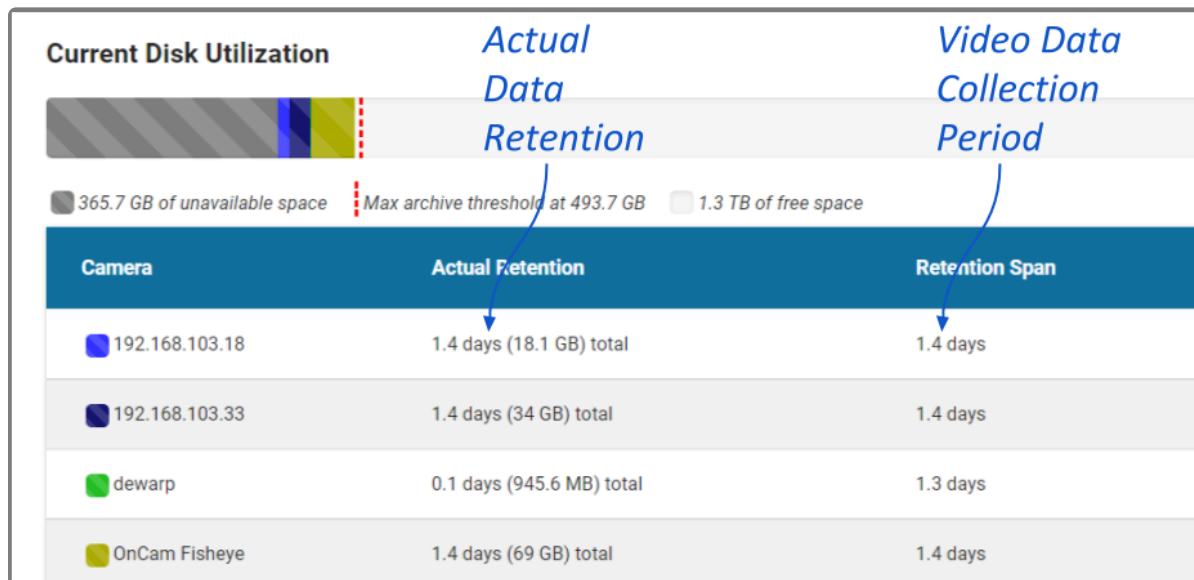 Current Disk Utilization
Actual
Data
Retention
Video Data
Collection
Period
365.7 GB of unavailable space
Max archive threshold at 493.7 GB
1.3 TB of free space
Camera Actual Retention Retention Span
192.168.103.18 1.4 days (18.1 GB) total 1.4 days
192.168.103.33 1.4 days (34 GB) total 1.4 days
dewarp 0.1 days (945.6 MB) total 1.3 days
OnCam Fisheye 1.4 days (69 GB) total 1.4 days